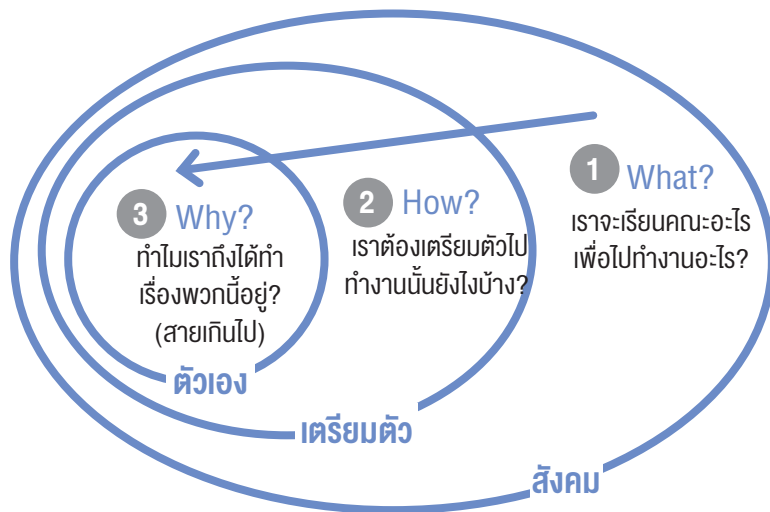 1 What?
เราจะเรียนคณะอะไร
เพื่อไปทำงานอะไร?
2 How?
เราต้องเตรียมตัวไป
ทำงานนั้นยังไงบ้าง?
3 Why?
ทำไมเราถึงได้ทำ
เรื่องพวกนี้อยู่?
(สายเกินไป)
ตัวเอง
เตรียมตัว
สังคม